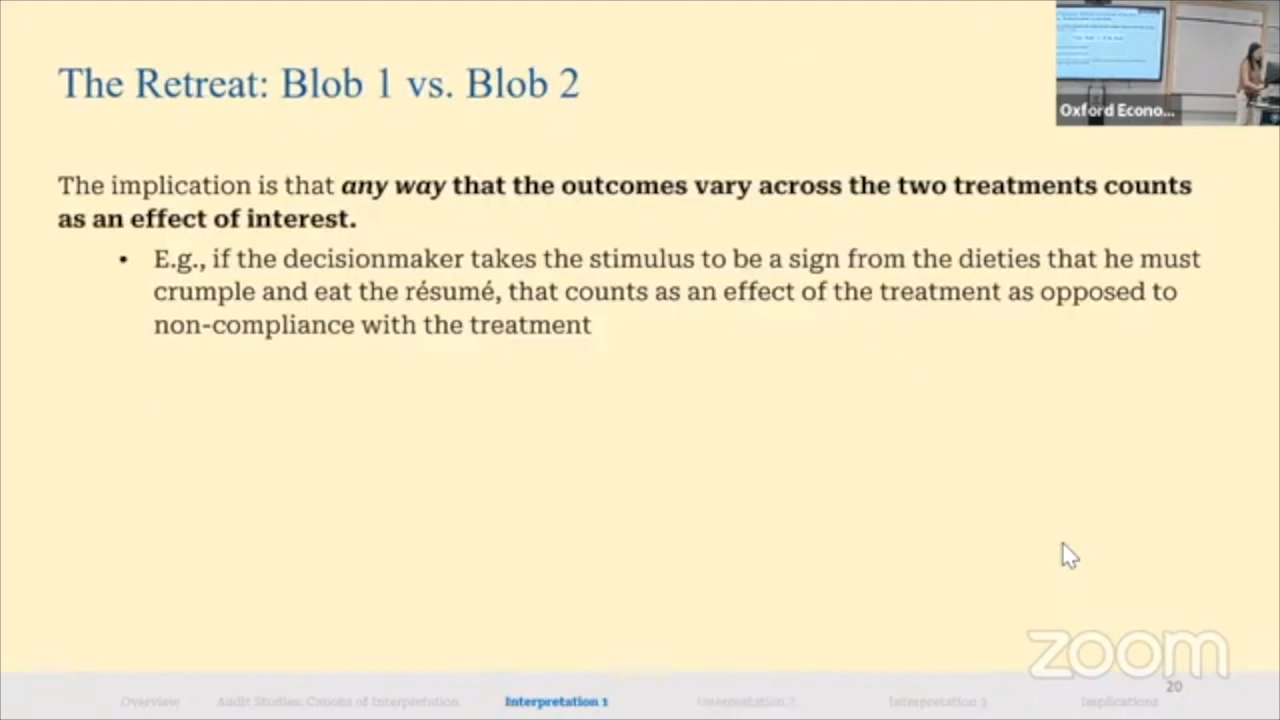 The Retreat: Blob 1 vs. Blob 2
Oxford Econo...
The implication is that any way that the outcomes vary across the two treatments counts
as an effect of interest.
• E.g., if the decisionmaker takes the stimulus to be a sign from the dieties that he must
crumple and eat the résumé, that counts as an effect of the treatment as opposed to
non-compliance with the treatment
zoom
20
Overview Audit Studies: Canons of Interpretation Interpretation 1 Interpretation 2 Interpretation 3 Implications